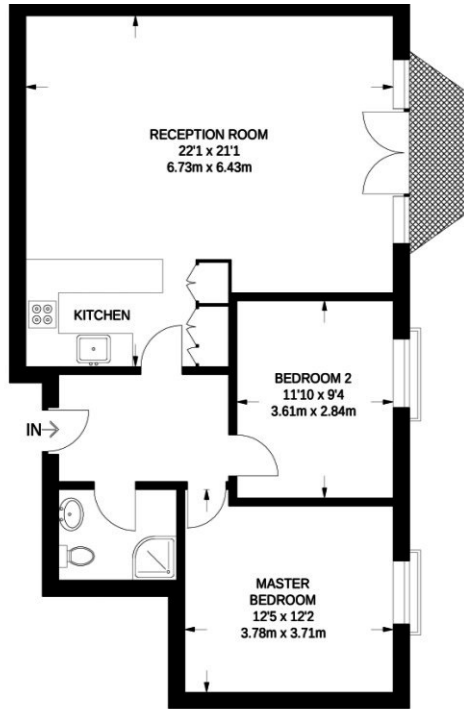 RECEPTION ROOM
22'1 x 21'1
6.73m x 6.43m
KITCHEN
BEDROOM 2
11'10 x 9'4
3.61m x 2.84m
IN
MASTER
BEDROOM
12'5 x 12'2
3.78m x 3.71m